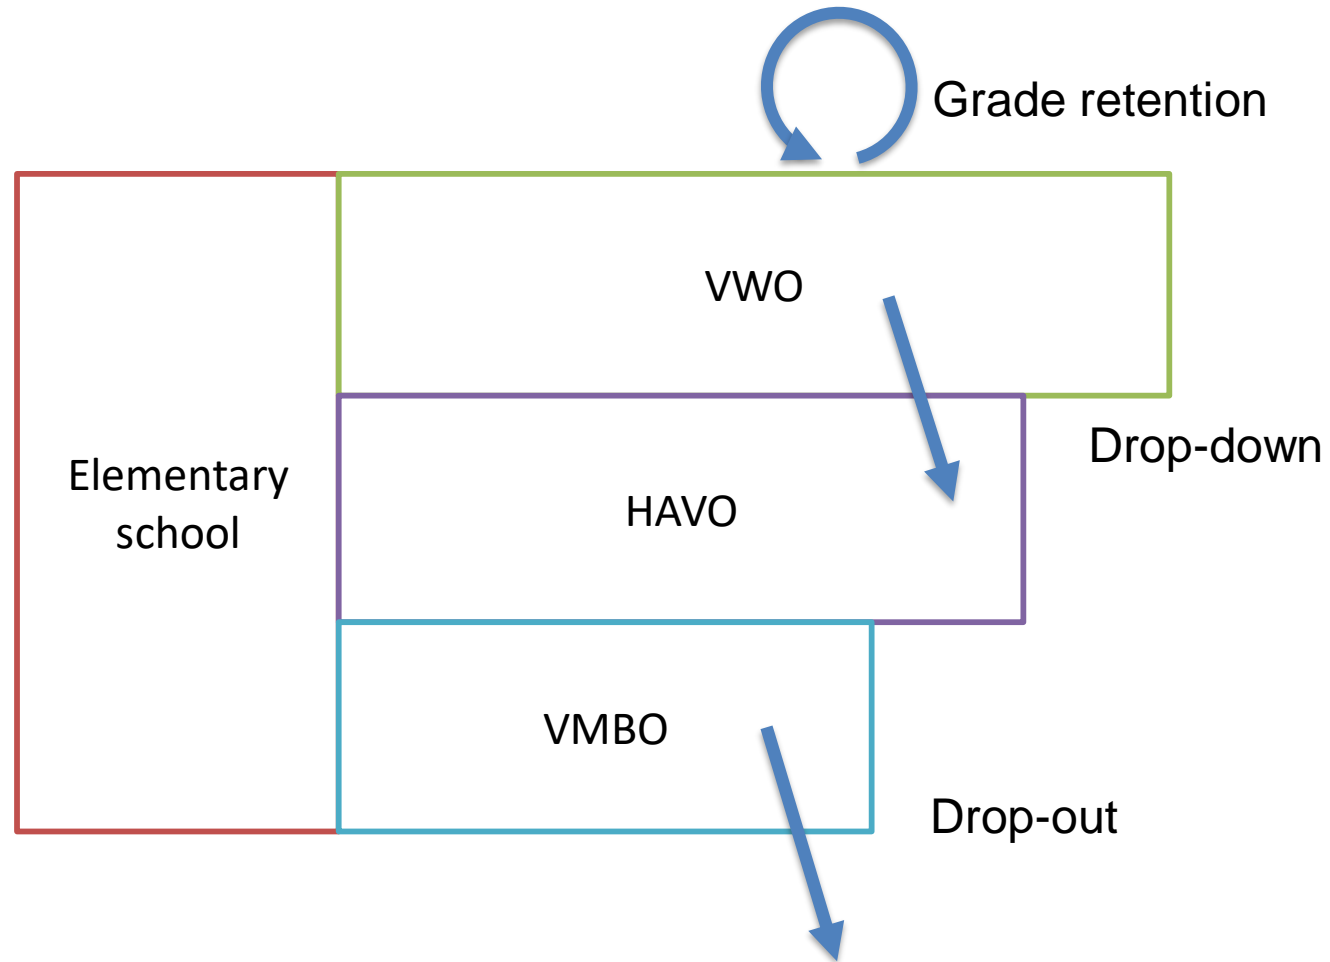 Grade retention
VWO
Drop-down
Elementary
school
HAVO
VMBO
Drop-out